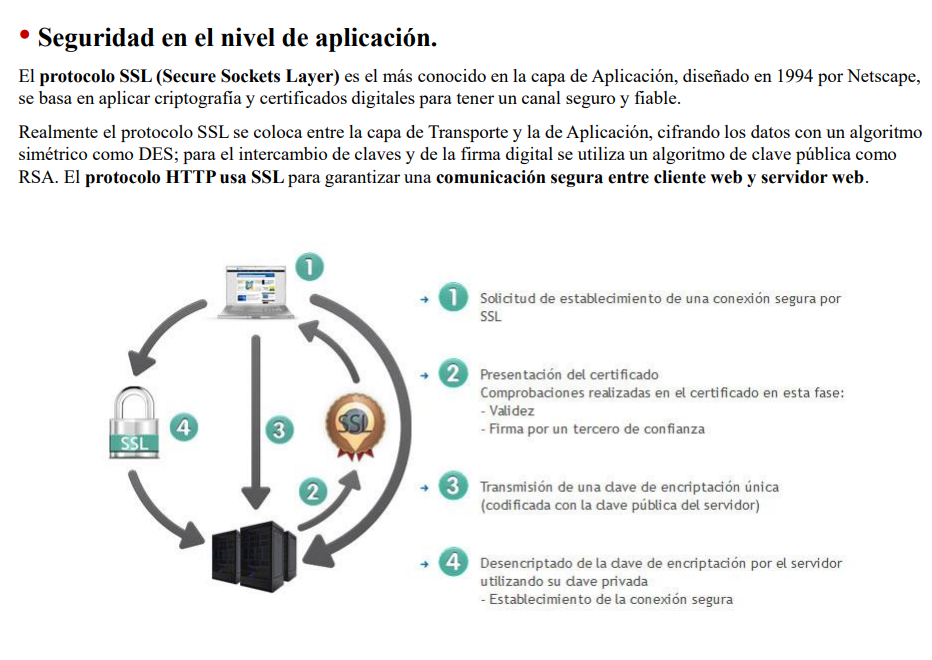 • Seguridad en el nivel de aplicación.
El protocolo SSL (Secure Sockets Layer) es el más conocido en la capa de Aplicación, diseñado en 1994 por Netscape,
se basa en aplicar criptografía y certificados digitales para tener un canal seguro y fiable.
Realmente el protocolo SSL se coloca entre la capa de Transporte y la de Aplicación, cifrando los datos con un algoritmo
simétrico como DES; para el intercambio de claves y de la firma digital se utiliza un algoritmo de clave pública como
RSA. El protocolo HTTP usa SSL para garantizar una comunicación segura entre cliente web y servidor web.
1
SSL
4
3
SSL
2
1 Solicitud de establecimiento de una conexión segura por
SSL
2 Presentación del certificado
Comprobaciones realizadas en el certificado en esta fase:
- Validez
- Firma por un tercero de confianza
3 Transmisión de una clave de encriptación única
(codificada con la clave pública del servidor)
4 Desencriptado de la clave de encriptación por el servidor
utilizando su clave privada
- Establecimiento de la conexión segura